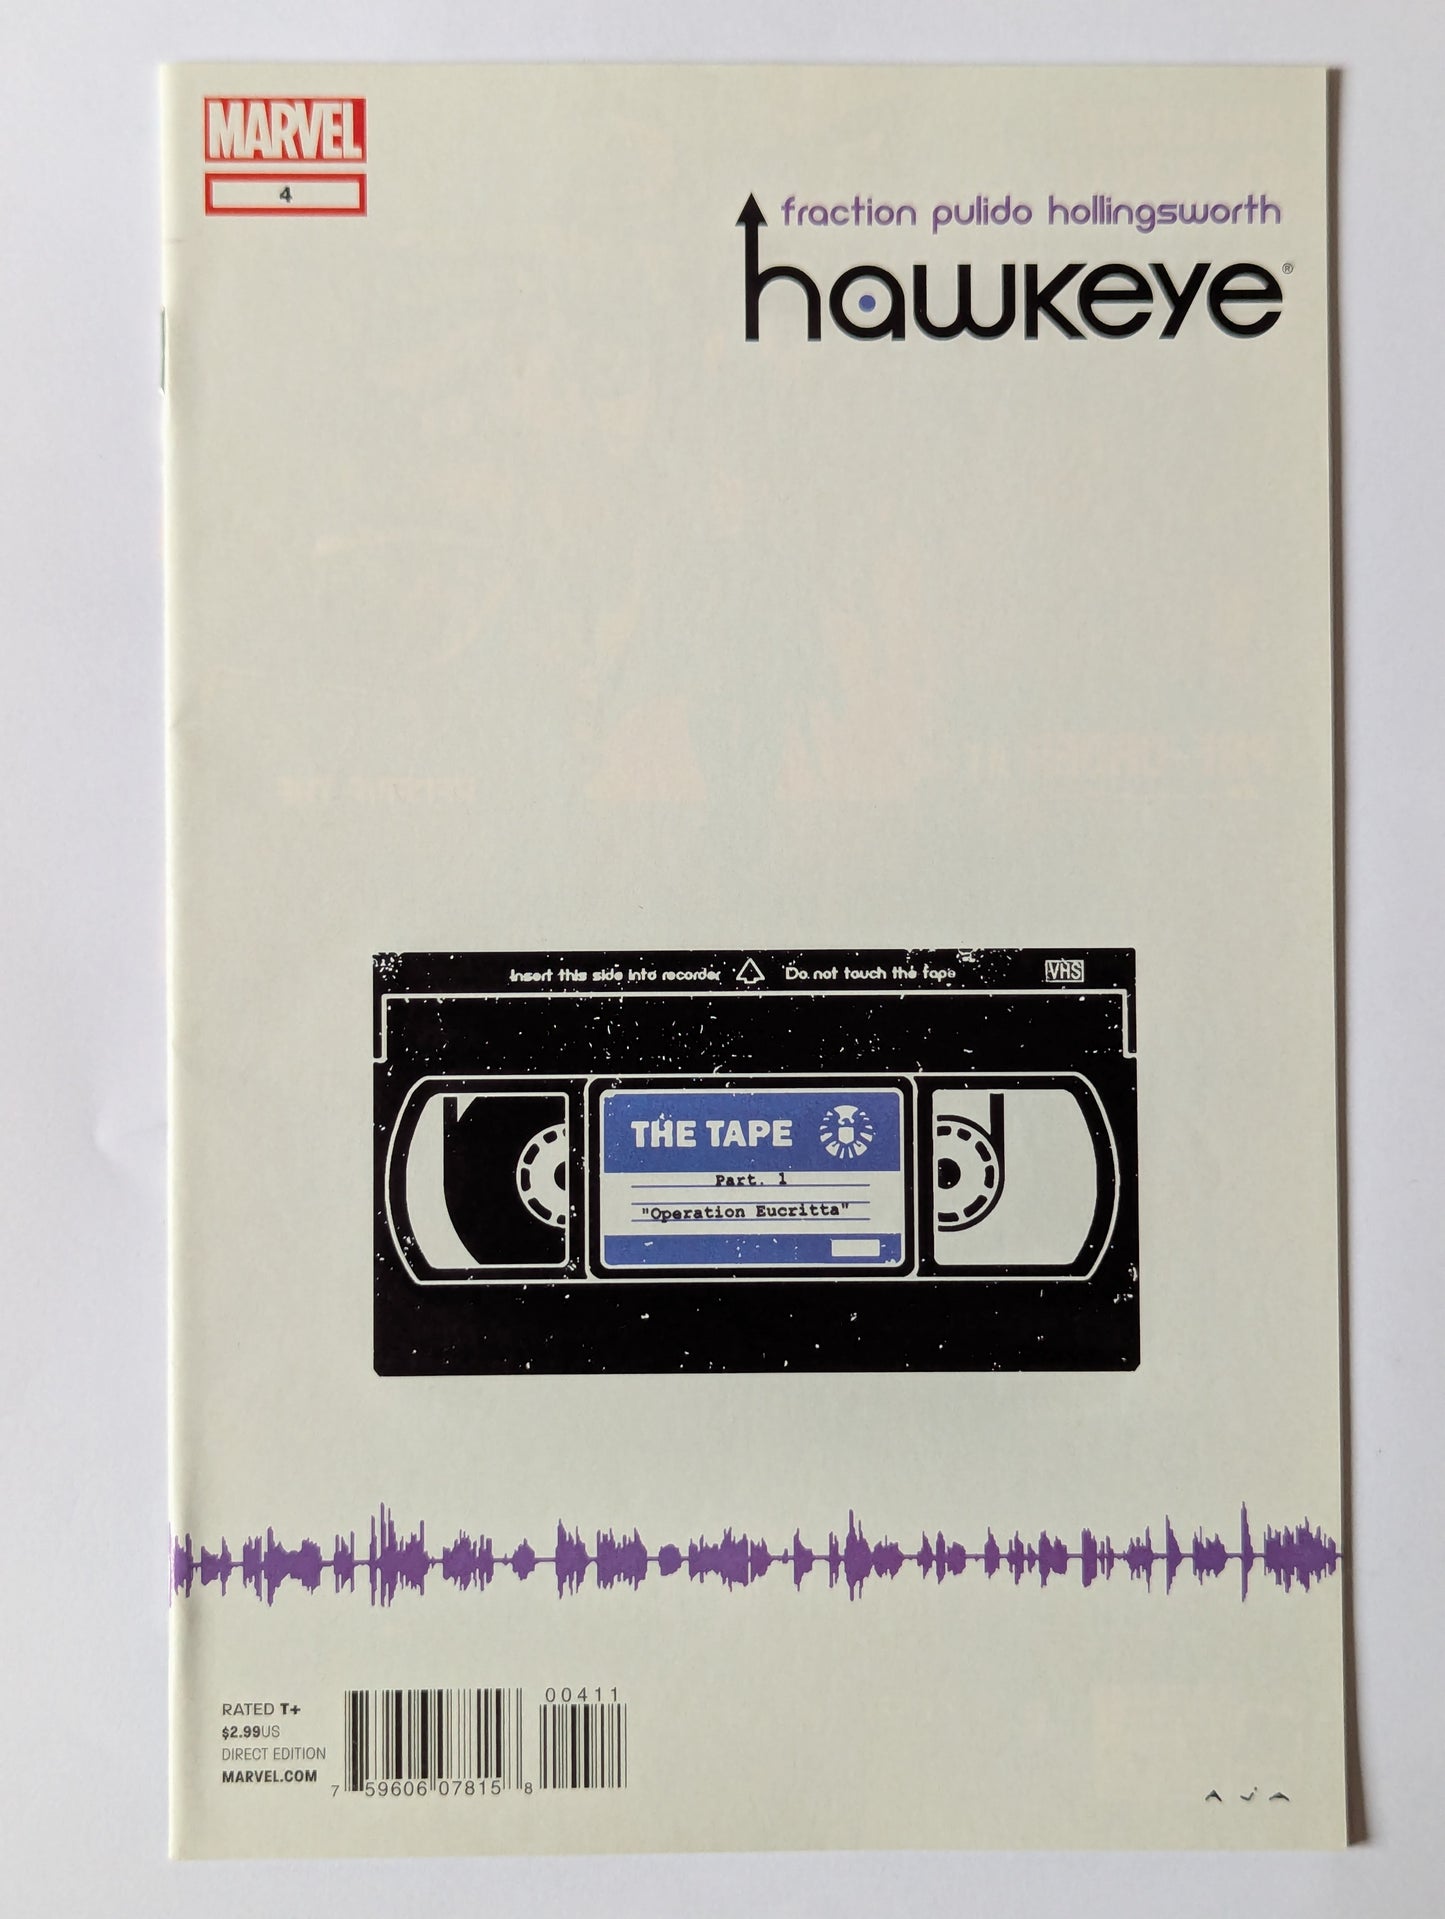 MARVEL
4
fraction pulido hollingsworth
hawkeye®
Insert this side into recorder Do not touch the tape VHS
THE TAPE
Part. 1
"Operation Eucritta"
RATED T+
$2.99US
DIRECT EDITION
MARVEL.COM
00411
7 59606 07815 8
AJA